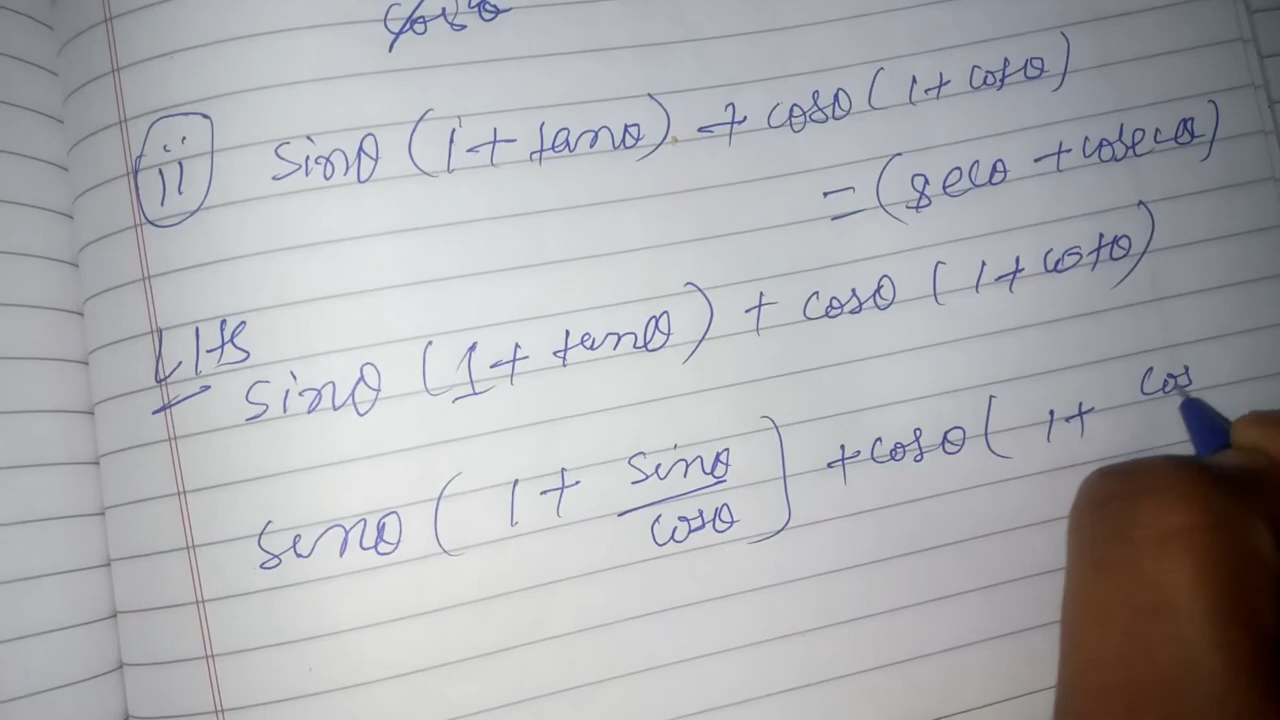 cosθ
ii sinθ (1 + tanθ) + cosθ (1 + cotθ)
= (secθ + cosecθ)
LHS
sinθ (1 + tanθ) + cosθ (1 + cotθ)
sinθ (1 + sinθ/cosθ) + cosθ (1 + cos